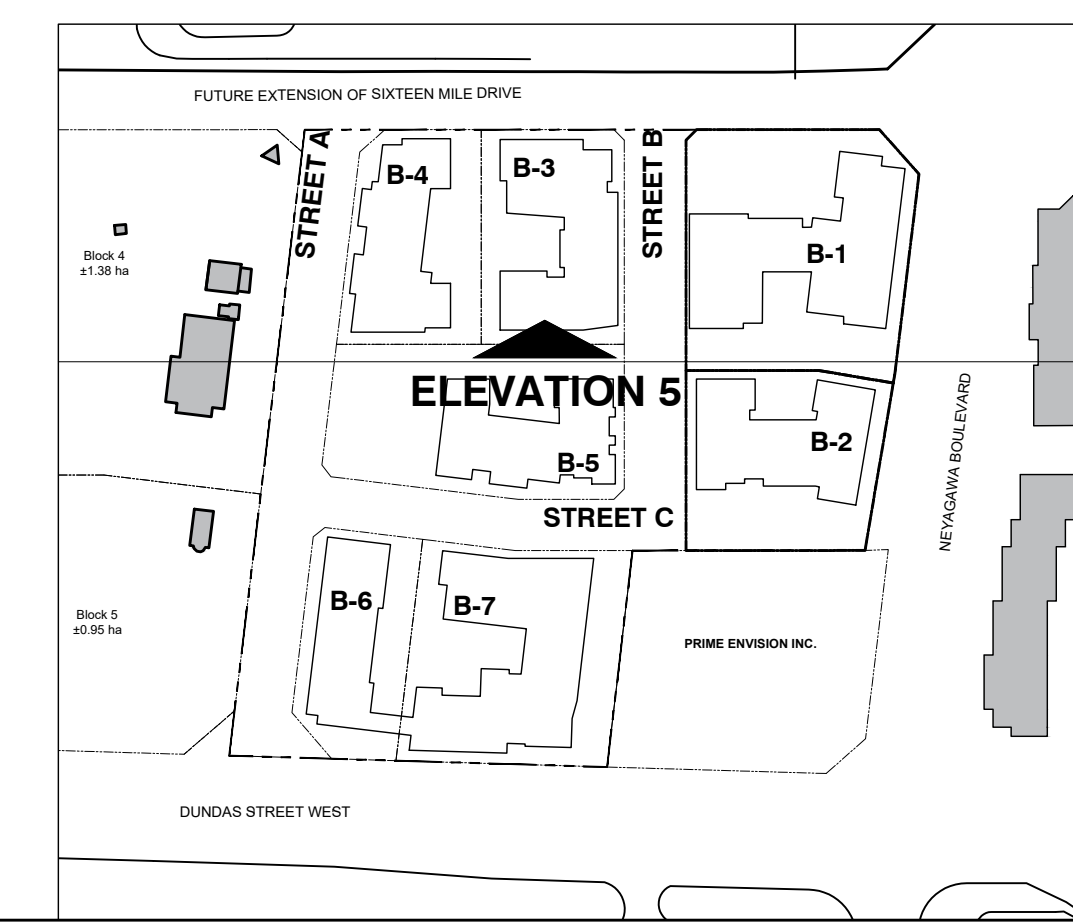 FUTURE EXTENSION OF SIXTEEN MILE DRIVE
STREET A
B-4
B-3
STREET B
B-1
Block 4
±1.38 ha
ELEVATION 5
B-2
B-5
STREET C
NEYAGAWA BOULEVARD
B-6
B-7
Block 5
±0.95 ha
PRIME ENVISION INC.
DUNDAS STREET WEST